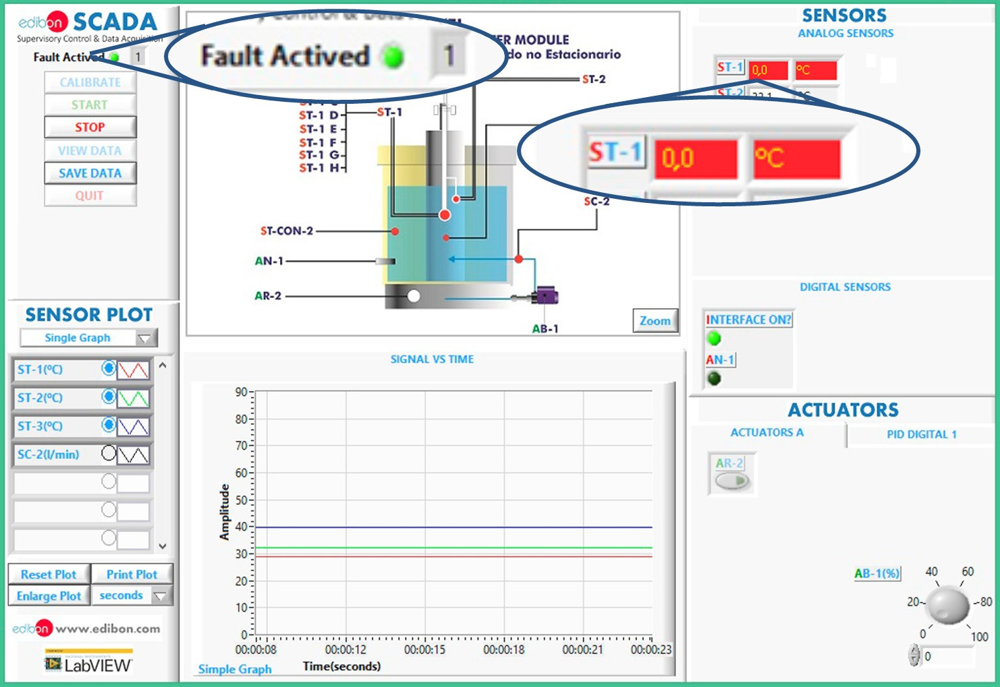 edibon SCADA
Supervisory Control & Data Acquisition
Fault Actived 1
CALIBRATE
START
STOP
VIEW DATA
SAVE DATA
QUIT
Control & Data
Fault Actived 1
ER MODULE
do no Estacionario
ST-2
ST-1
ST-1 D
ST-1 E
ST-1 F
ST-1 G
ST-1 H
SC-2
ST-CON-2
AN-1
AR-2
AB-1
Zoom
SENSORS
ANALOG SENSORS
ST-1 0,0 ºC
ST-2
ST-1 0,0 ºC
DIGITAL SENSORS
INTERFACE ON?
AN-1
SENSOR PLOT
Single Graph
ST-1(ºC)
ST-2(ºC)
ST-3(ºC)
SC-2(l/min)
Reset Plot Print Plot
Enlarge Plot seconds
edibon www.edibon.com
LabVIEW
SIGNAL VS TIME
90
80
70
60
50
40
30
20
10
0
Amplitude
00:00:08 00:00:12 00:00:15 00:00:18 00:00:21 00:00:23
Simple Graph Time(seconds)
ACTUATORS
ACTUATORS A PID DIGITAL 1
AR-2
AB-1(%)
40 60
20 80
0 100
0